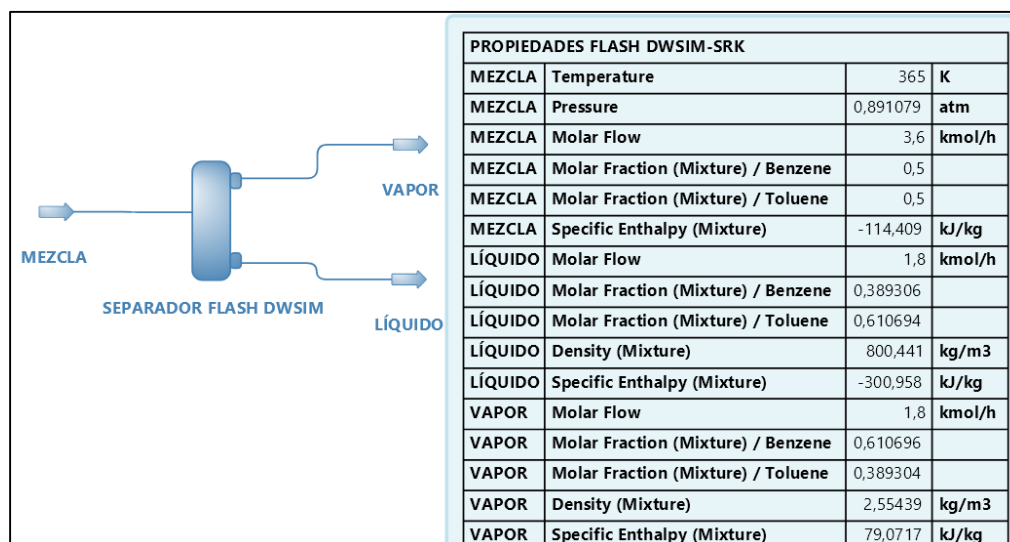 MEZCLA
SEPARADOR FLASH DWSIM
VAPOR
LÍQUIDO
PROPIEDADES FLASH DWSIM-SRK
MEZCLA Temperature 365 K
MEZCLA Pressure 0,891079 atm
MEZCLA Molar Flow 3,6 kmol/h
MEZCLA Molar Fraction (Mixture) / Benzene 0,5
MEZCLA Molar Fraction (Mixture) / Toluene 0,5
MEZCLA Specific Enthalpy (Mixture) -114,409 kJ/kg
LÍQUIDO Molar Flow 1,8 kmol/h
LÍQUIDO Molar Fraction (Mixture) / Benzene 0,389306
LÍQUIDO Molar Fraction (Mixture) / Toluene 0,610694
LÍQUIDO Density (Mixture) 800,441 kg/m3
LÍQUIDO Specific Enthalpy (Mixture) -300,958 kJ/kg
VAPOR Molar Flow 1,8 kmol/h
VAPOR Molar Fraction (Mixture) / Benzene 0,610696
VAPOR Molar Fraction (Mixture) / Toluene 0,389304
VAPOR Density (Mixture) 2,55439 kg/m3
VAPOR Specific Enthalpy (Mixture) 79,0717 kJ/kg